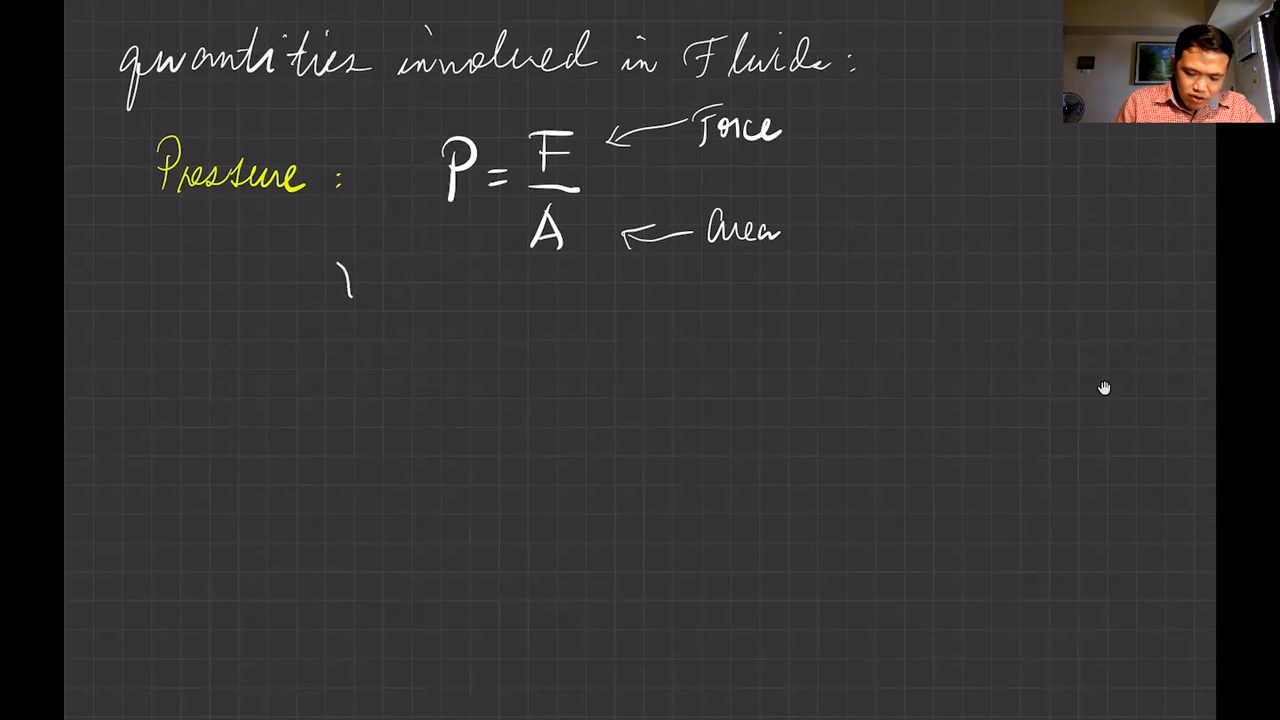 quantities involved in Fluids:
Pressure : P = F/A ← Force
← Area